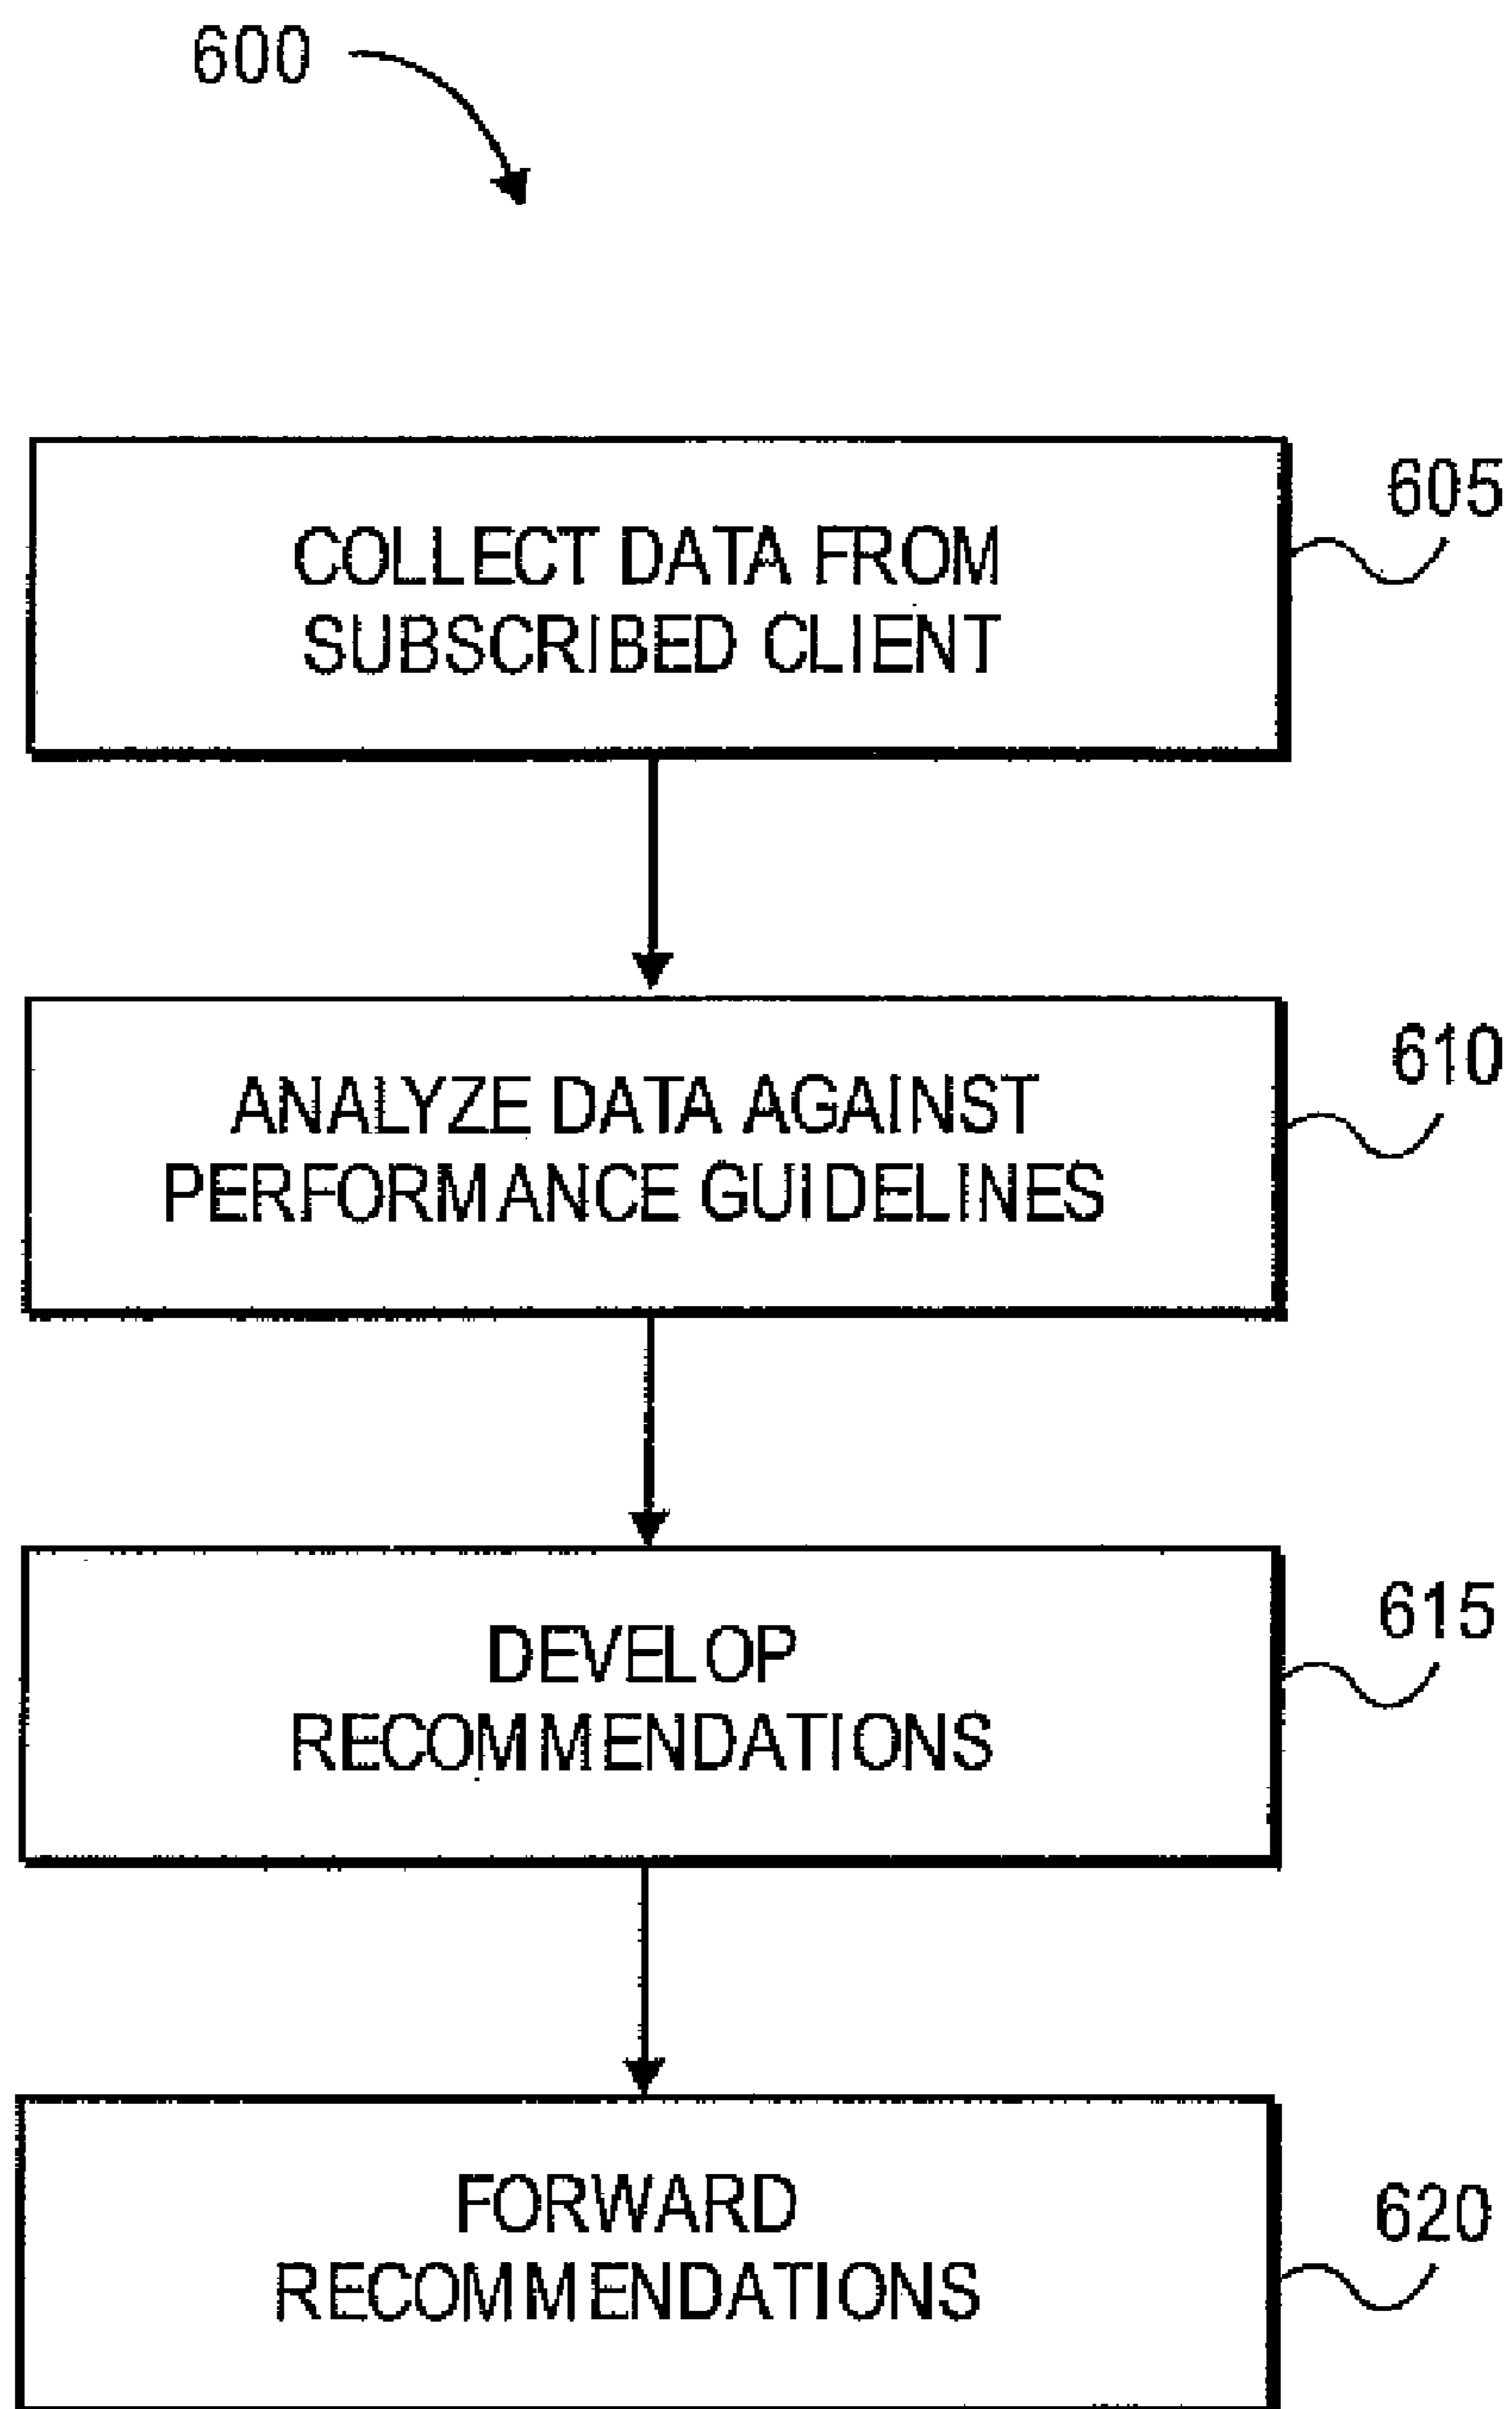 600
COLLECT DATA FROM
SUBSCRIBED CLIENT
605
ANALYZE DATA AGAINST
PERFORMANCE GUIDELINES
610
DEVELOP
RECOMMENDATIONS
615
FORWARD
RECOMMENDATIONS
620